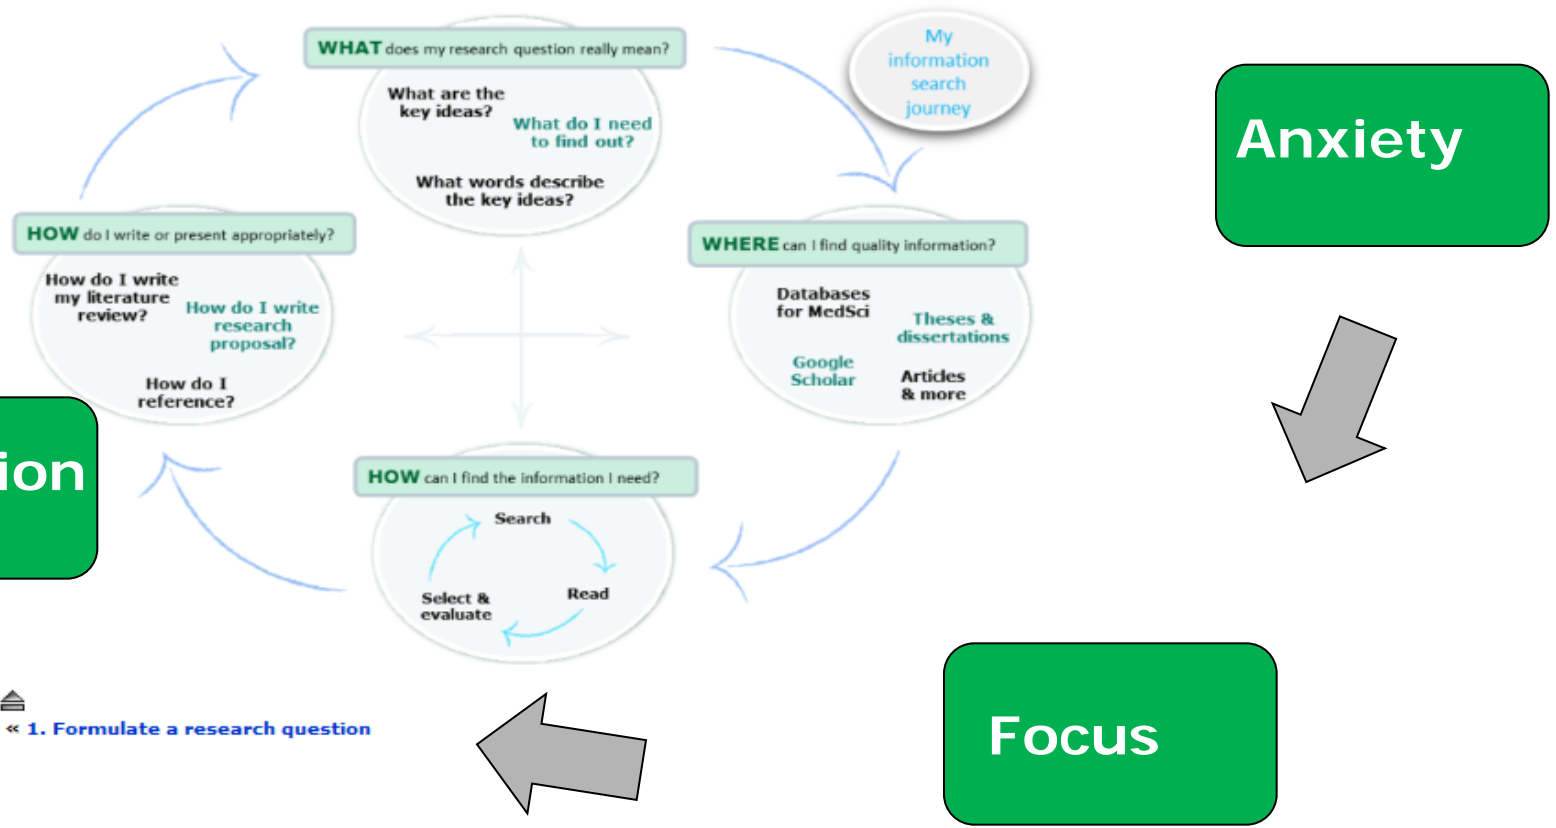 WHAT does my research question really mean?
What are the
key ideas?
What do I need
to find out?
What words describe
the key ideas?
My
information
search
journey
Anxiety
HOW do I write or present appropriately?
How do I write
my literature
review?
How do I write
research
proposal?
How do I
reference?
WHERE can I find quality information?
Databases
for MedSci
Theses &
dissertations
Google
Scholar
Articles
& more
ion
HOW can I find the information I need?
Search
Read
Select &
evaluate
« 1. Formulate a research question
Focus